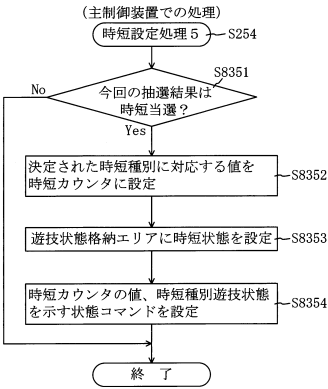 (主制御装置での処理)
時短設定処理5
S254
S8351
No
今回の抽選結果は
時短当選？
Yes
決定された時短種別に対応する値を
時短カウンタに設定
S8352
遊技状態格納エリアに時短状態を設定
S8353
時短カウンタの値、時短種別遊技状態
を示す状態コマンドを設定
S8354
終 了